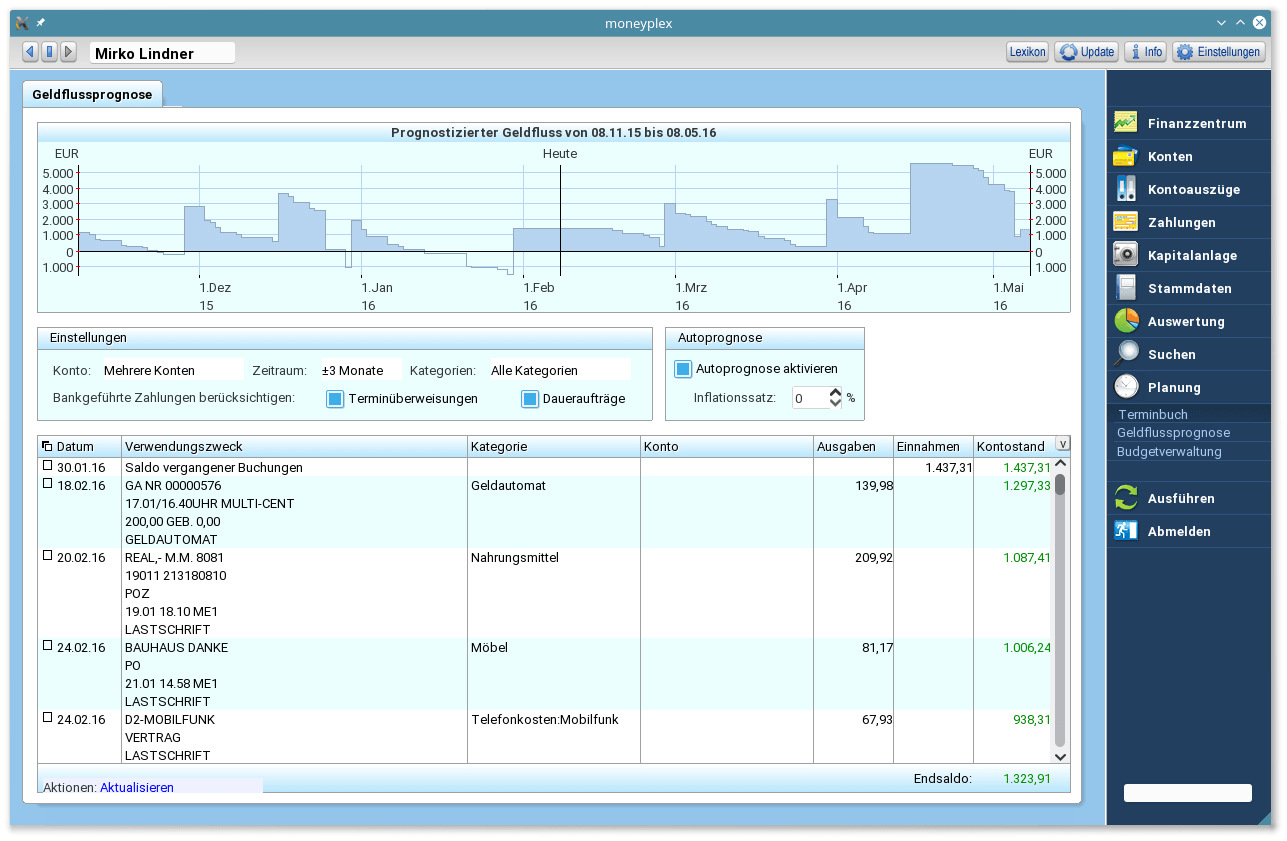 moneyplex
Mirko Lindner
Lexikon Update Info Einstellungen
Geldflussprognose
Prognostizierter Geldfluss von 08.11.15 bis 08.05.16
EUR Heute EUR
5.000 5.000
4.000 4.000
3.000 3.000
2.000 2.000
1.000 1.000
0 0
1.000 1.000
1.Dez 1.Jan 1.Feb 1.Mrz 1.Apr 1.Mai
15 16 16 16 16 16
Einstellungen
Konto: Mehrere Konten Zeitraum: ±3 Monate Kategorien: Alle Kategorien
Bankgeführte Zahlungen berücksichtigen: Terminüberweisungen Daueraufträge
Autoprognose
Autoprognose aktivieren
Inflationssatz: 0 %
Datum Verwendungszweck Kategorie Konto Ausgaben Einnahmen Kontostand v
30.01.16 Saldo vergangener Buchungen 1.437,31 1.437,31
18.02.16 GA NR 00000576 Geldautomat 139,98 1.297,33
17.01/16.40UHR MULTI-CENT
200,00 GEB. 0,00
GELDAUTOMAT
20.02.16 REAL,- M.M. 8081 Nahrungsmittel 209,92 1.087,41
19011 213180810
POZ
19.01 18.10 ME1
LASTSCHRIFT
24.02.16 BAUHAUS DANKE Möbel 81,17 1.006,24
PO
21.01 14.58 ME1
LASTSCHRIFT
24.02.16 D2-MOBILFUNK Telefonkosten:Mobilfunk 67,93 938,31
VERTRAG
LASTSCHRIFT
Endsaldo: 1.323,91
Aktionen: Aktualisieren
Finanzzentrum
Konten
Kontoauszüge
Zahlungen
Kapitalanlage
Stammdaten
Auswertung
Suchen
Planung
Terminbuch
Geldflussprognose
Budgetverwaltung
Ausführen
Abmelden